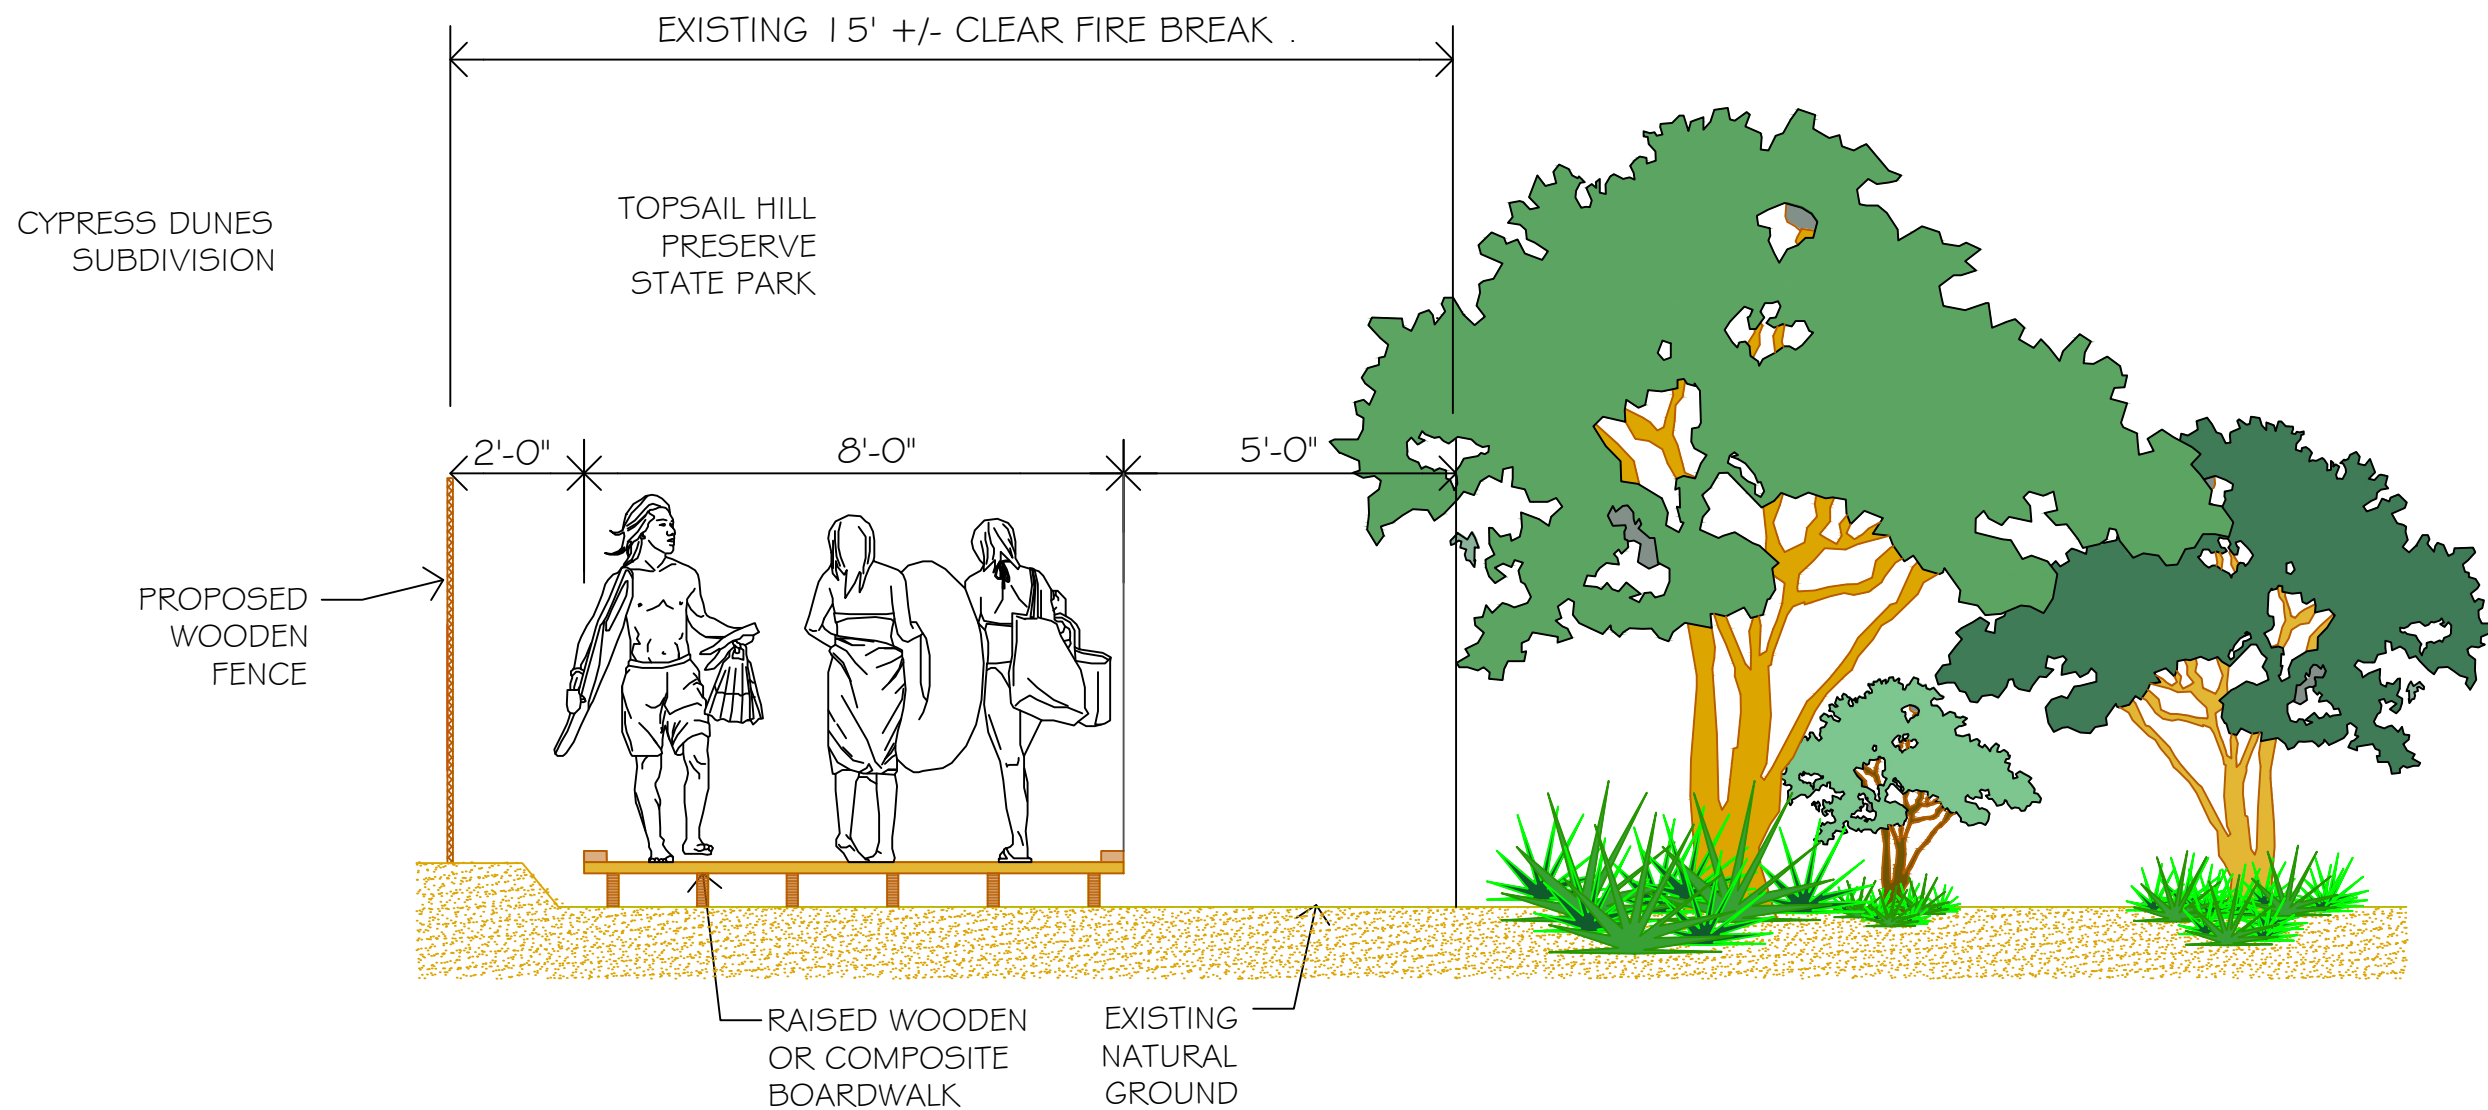 EXISTING 15' +/- CLEAR FIRE BREAK .
CYPRESS DUNES
SUBDIVISION
TOPSAIL HILL
PRESERVE
STATE PARK
2'-0"
8'-0"
5'-0"
PROPOSED
WOODEN
FENCE
RAISED WOODEN
OR COMPOSITE
BOARDWALK
EXISTING
NATURAL
GROUND